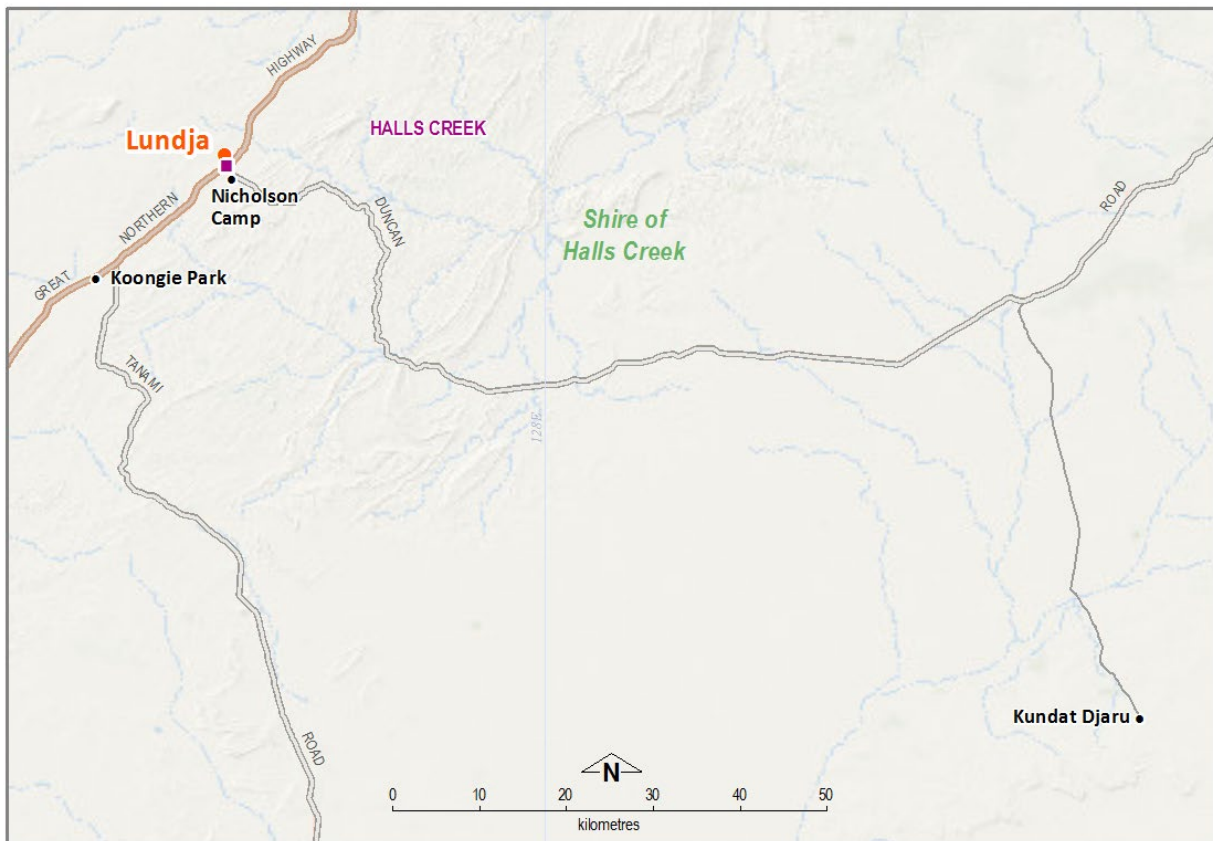 HIGHWAY
Lundja
HALLS CREEK
Nicholson
Camp
NORTHERN
DUNCAN
ROAD
Shire of
Halls Creek
GREAT
Koongie Park
TANAMI
128E
Kundat Djaru
ROAD
N
0 10 20 30 40 50
kilometres